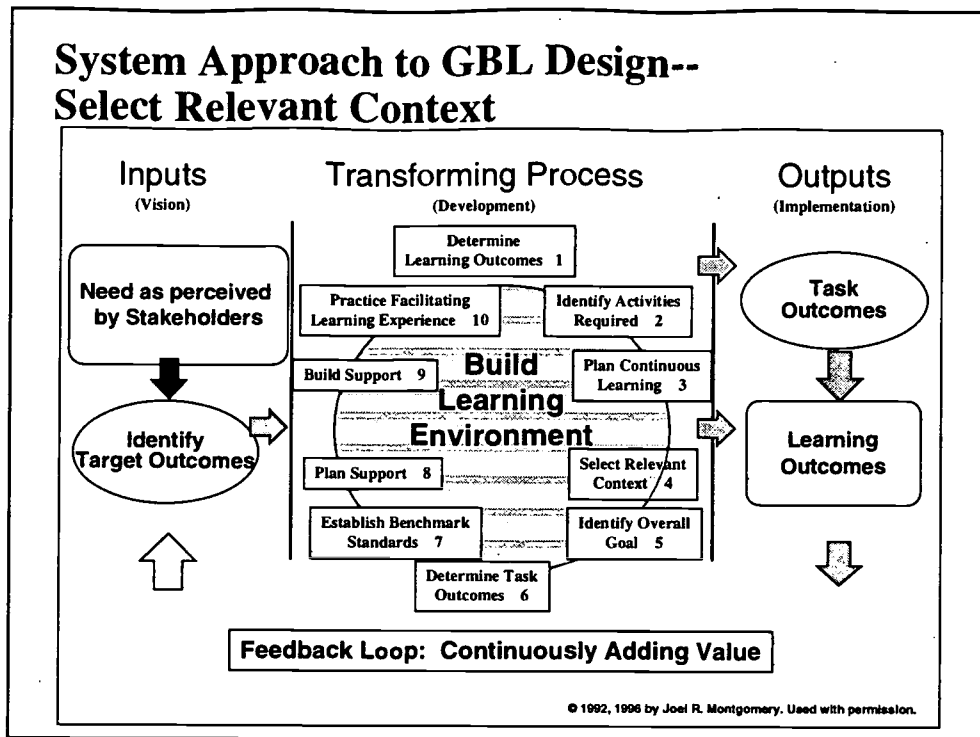 System Approach to GBL Design--
Select Relevant Context
Inputs
(Vision)
Need as perceived
by Stakeholders
Identify
Target Outcomes
Transforming Process
(Development)
Determine
Learning Outcomes 1
Identify Activities
Required 2
Plan Continuous
Learning 3
Select Relevant
Context 4
Identify Overall
Goal 5
Determine Task
Outcomes 6
Establish Benchmark
Standards 7
Plan Support 8
Build Support 9
Practice Facilitating
Learning Experience 10
Build
Learning
Environment
Outputs
(Implementation)
Task
Outcomes
Learning
Outcomes
Feedback Loop: Continuously Adding Value
© 1992, 1996 by Joel R. Montgomery. Used with permission.